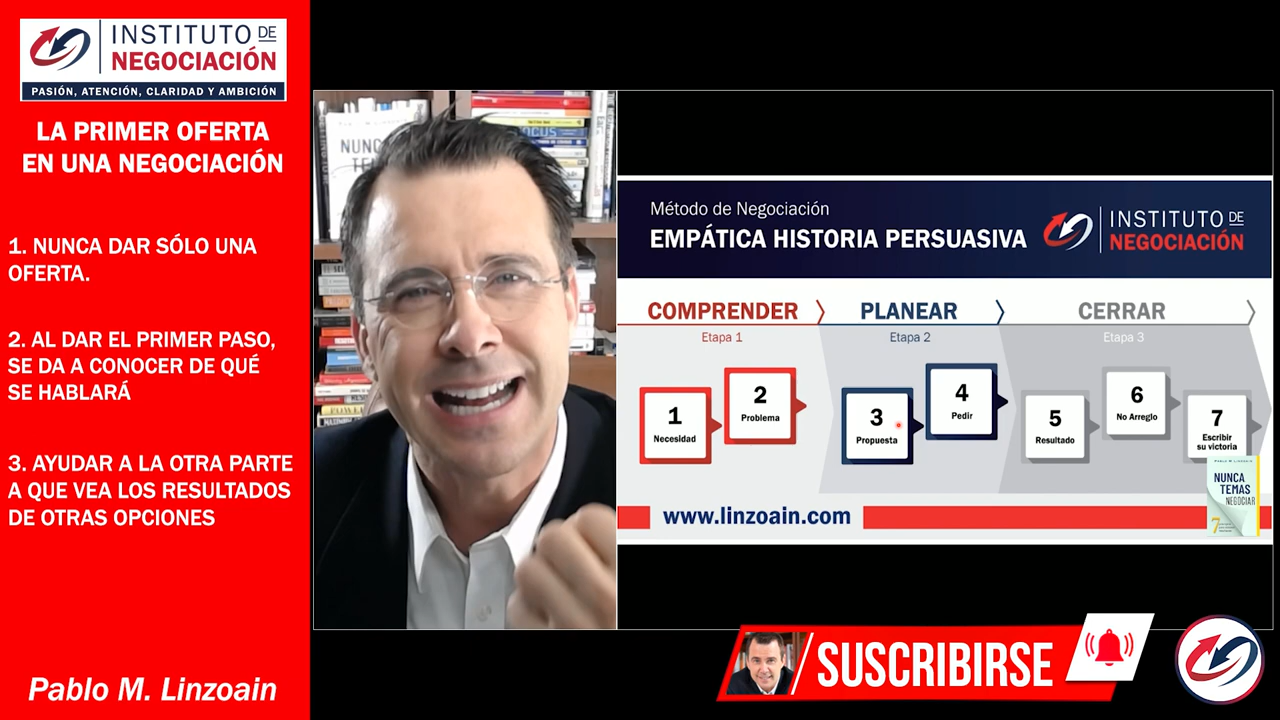 INSTITUTO DE
NEGOCIACIÓN
PASIÓN, ATENCIÓN, CLARIDAD Y AMBICIÓN
LA PRIMER OFERTA
EN UNA NEGOCIACIÓN
1. NUNCA DAR SÓLO UNA
OFERTA.
2. AL DAR EL PRIMER PASO,
SE DA A CONOCER DE QUÉ
SE HABLARÁ
3. AYUDAR A LA OTRA PARTE
A QUE VEA LOS RESULTADOS
DE OTRAS OPCIONES
Pablo M. Linzoain
NUNCA
Método de Negociación
EMPÁTICA HISTORIA PERSUASIVA
INSTITUTO DE
NEGOCIACIÓN
COMPRENDER
Etapa 1
PLANEAR
Etapa 2
CERRAR
Etapa 3
1
Necesidad
2
Problema
3
Propuesta
4
Pedir
5
Resultado
6
No Arreglo
7
Escribir
su victoria
PABLO M. LINZOAIN
NUNCA
TEMAS
NEGOCIAR
7
www.linzoain.com
SUSCRIBIRSE